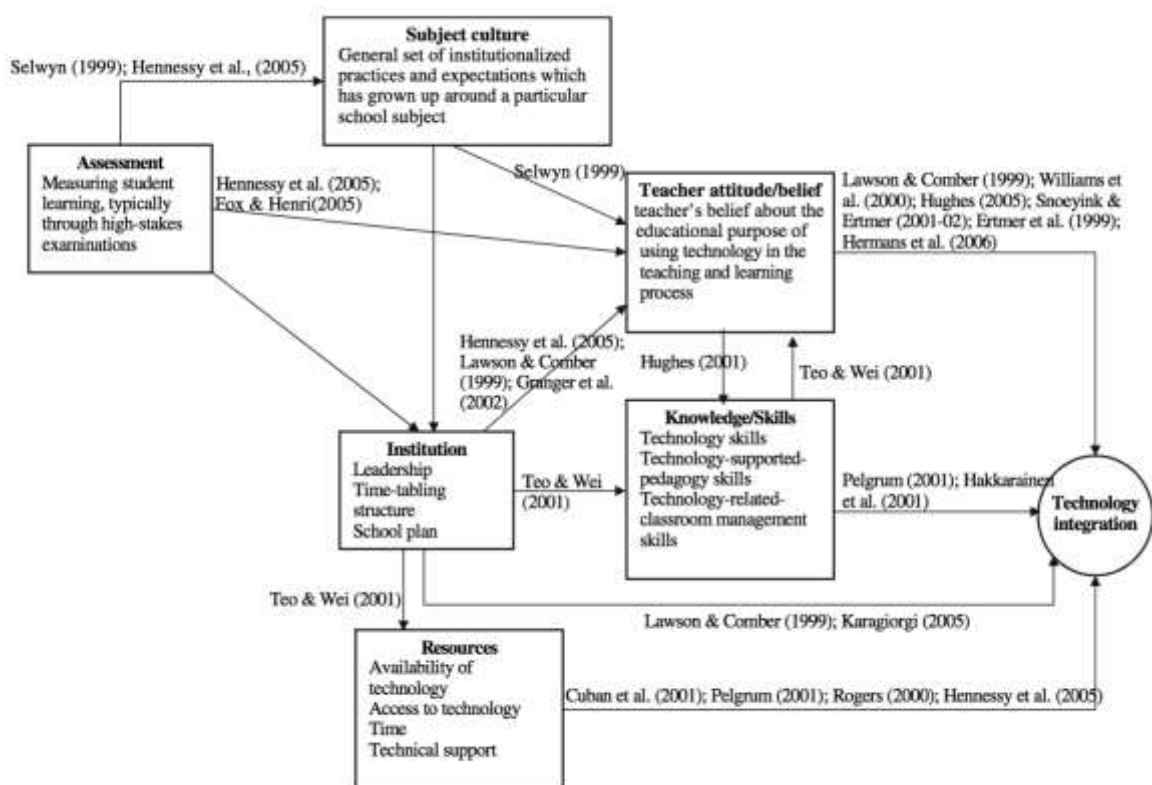 Subject culture
General set of institutionalized
practices and expectations which
has grown up around a particular
school subject
Selwyn (1999); Hennessy et al., (2005)
Assessment
Measuring student
learning, typically
through high-stakes
examinations
Hennessy et al. (2005);
Fox & Henri(2005)
Selwyn (1999)
Teacher attitude/belief
teacher's belief about the
educational purpose of
using technology in the
teaching and learning
process
Lawson & Comber (1999); Williams et
al. (2000); Hughes (2005); Snoeyink &
Ertmer (2001-02); Ertmer et al. (1999);
Hermans et al. (2006)
Hennessy et al. (2005);
Lawson & Comber
(1999); Granger et al.
(2002)
Hughes (2001)
Teo & Wei (2001)
Institution
Leadership
Time-tabling
structure
School plan
Teo & Wei
(2001)
Knowledge/Skills
Technology skills
Technology-supported-
pedagogy skills
Technology-related-
classroom management
skills
Pelgrum (2001); Hakkarainen
et al. (2001)
Technology
integration
Teo & Wei (2001)
Lawson & Comber (1999); Karagiorgi (2005)
Resources
Availability of
technology
Access to technology
Time
Technical support
Cuban et al. (2001); Pelgrum (2001); Rogers (2000); Hennessy et al. (2005)